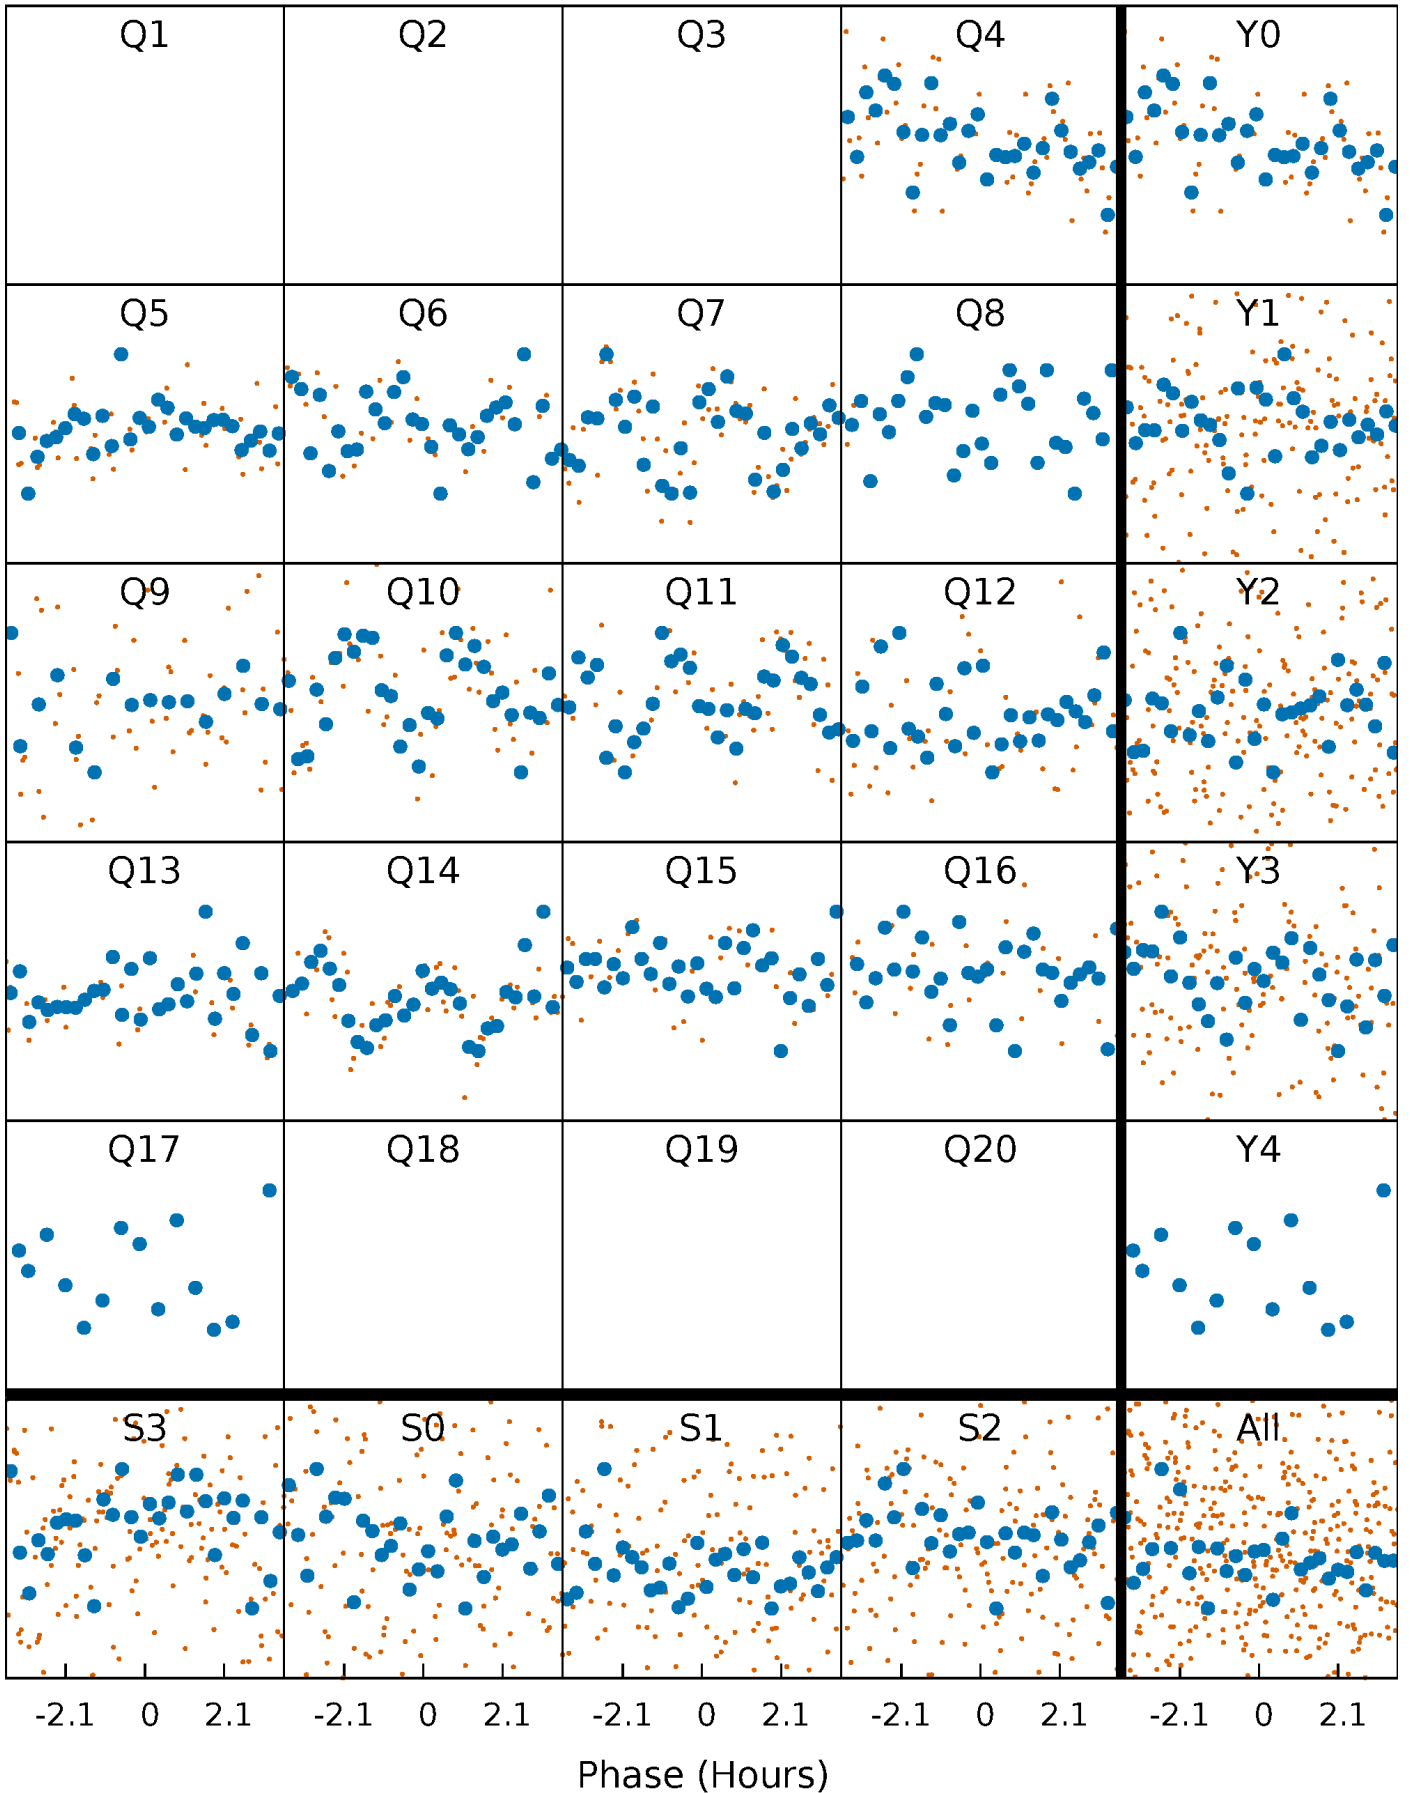 Q1 Q2 Q3 Q4 Y0
Q5 Q6 Q7 Q8 Y1
Q9 Q10 Q11 Q12 Y2
Q13 Q14 Q15 Q16 Y3
Q17 Q18 Q19 Q20 Y4
S3 S0 S1 S2 All
-2.1 0 2.1 -2.1 0 2.1 -2.1 0 2.1 -2.1 0 2.1 -2.1 0 2.1
Phase (Hours)